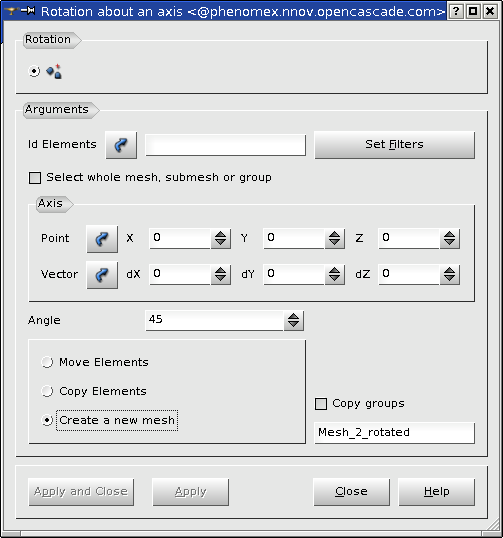 Rotation about an axis <@phenomex.nnov.opencascade.com>
Rotation
Arguments
Id Elements Set Filters
Select whole mesh, submesh or group
Axis
Point X 0 Y 0 Z 0
Vector dX 0 dY 0 dZ 0
Angle 45
Move Elements
Copy Elements
Create a new mesh
Copy groups
Mesh_2_rotated
Apply and Close Apply Close Help